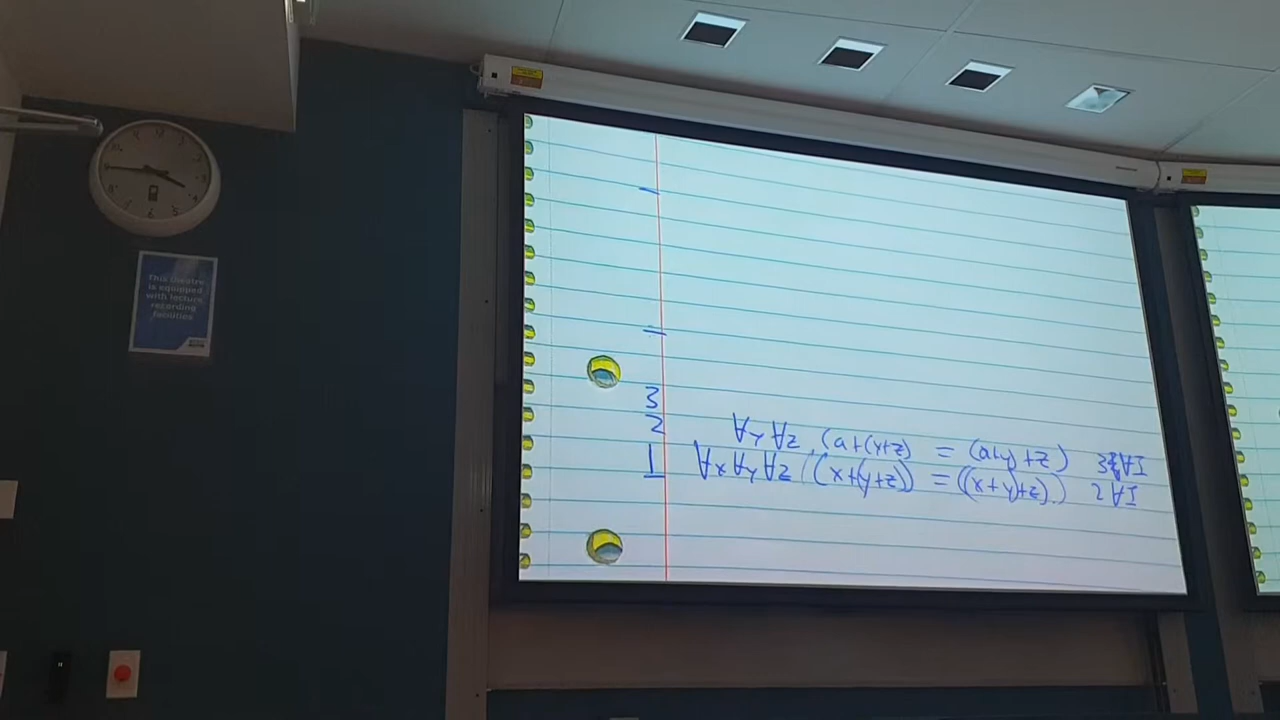 This theatre
is equipped
with lecture
recording
facilities
3
2 ∀y∀z (a+(y+z) = (a+y)+z)
1 ∀x∀y∀z ((x+(y+z)) = ((x+y)+z))